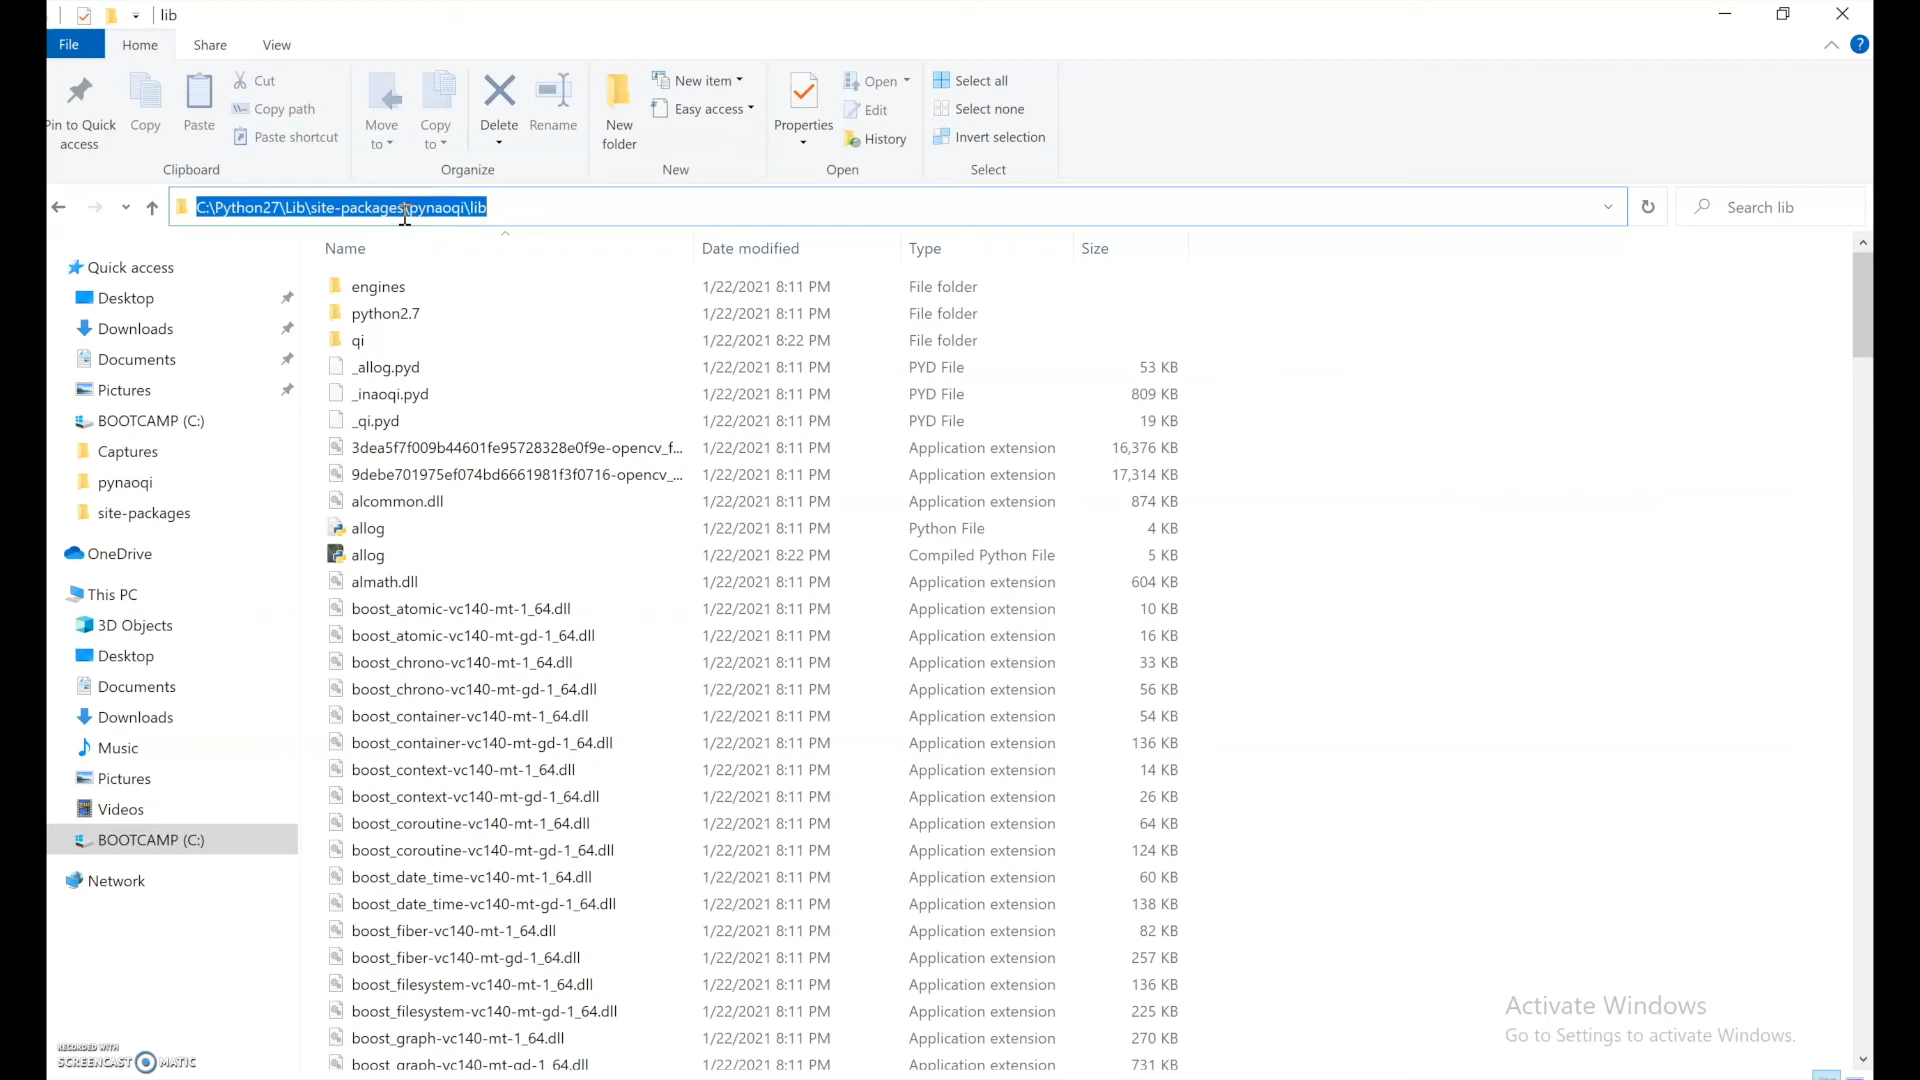 lib
File Home Share View
Pin to Quick access
Copy
Paste
Cut
Copy path
Paste shortcut
Clipboard
Move to
Copy to
Delete
Rename
Organize
New folder
New item
Easy access
New
Properties
Open
Edit
History
Open
Select all
Select none
Invert selection
Select
C:\Python27\Lib\site-packages\pynaoqi\lib
Search lib
Quick access
Desktop
Downloads
Documents
Pictures
BOOTCAMP (C:)
Captures
pynaoqi
site-packages
OneDrive
This PC
3D Objects
Desktop
Documents
Downloads
Music
Pictures
Videos
BOOTCAMP (C:)
Network
Name Date modified Type Size
engines 1/22/2021 8:11 PM File folder
python2.7 1/22/2021 8:11 PM File folder
qi 1/22/2021 8:22 PM File folder
_allog.pyd 1/22/2021 8:11 PM PYD File 53 KB
_inaoqi.pyd 1/22/2021 8:11 PM PYD File 809 KB
_qi.pyd 1/22/2021 8:11 PM PYD File 19 KB
3dea5f7f009b44601fe95728328e0f9e-opencv_f... 1/22/2021 8:11 PM Application extension 16,376 KB
9debe701975ef074bd6661981f3f0716-opencv_... 1/22/2021 8:11 PM Application extension 17,314 KB
alcommon.dll 1/22/2021 8:11 PM Application extension 874 KB
allog 1/22/2021 8:11 PM Python File 4 KB
allog 1/22/2021 8:22 PM Compiled Python File 5 KB
almath.dll 1/22/2021 8:11 PM Application extension 604 KB
boost_atomic-vc140-mt-1_64.dll 1/22/2021 8:11 PM Application extension 10 KB
boost_atomic-vc140-mt-gd-1_64.dll 1/22/2021 8:11 PM Application extension 16 KB
boost_chrono-vc140-mt-1_64.dll 1/22/2021 8:11 PM Application extension 33 KB
boost_chrono-vc140-mt-gd-1_64.dll 1/22/2021 8:11 PM Application extension 56 KB
boost_container-vc140-mt-1_64.dll 1/22/2021 8:11 PM Application extension 54 KB
boost_container-vc140-mt-gd-1_64.dll 1/22/2021 8:11 PM Application extension 136 KB
boost_context-vc140-mt-1_64.dll 1/22/2021 8:11 PM Application extension 14 KB
boost_context-vc140-mt-gd-1_64.dll 1/22/2021 8:11 PM Application extension 26 KB
boost_coroutine-vc140-mt-1_64.dll 1/22/2021 8:11 PM Application extension 64 KB
boost_coroutine-vc140-mt-gd-1_64.dll 1/22/2021 8:11 PM Application extension 124 KB
boost_date_time-vc140-mt-1_64.dll 1/22/2021 8:11 PM Application extension 60 KB
boost_date_time-vc140-mt-gd-1_64.dll 1/22/2021 8:11 PM Application extension 138 KB
boost_fiber-vc140-mt-1_64.dll 1/22/2021 8:11 PM Application extension 82 KB
boost_fiber-vc140-mt-gd-1_64.dll 1/22/2021 8:11 PM Application extension 257 KB
boost_filesystem-vc140-mt-1_64.dll 1/22/2021 8:11 PM Application extension 136 KB
boost_filesystem-vc140-mt-gd-1_64.dll 1/22/2021 8:11 PM Application extension 225 KB
boost_graph-vc140-mt-1_64.dll 1/22/2021 8:11 PM Application extension 270 KB
boost_graph-vc140-mt-gd-1_64.dll 1/22/2021 8:11 PM Application extension 731 KB
Activate Windows
Go to Settings to activate Windows.
RECORDED WITH
SCREENCAST MATIC